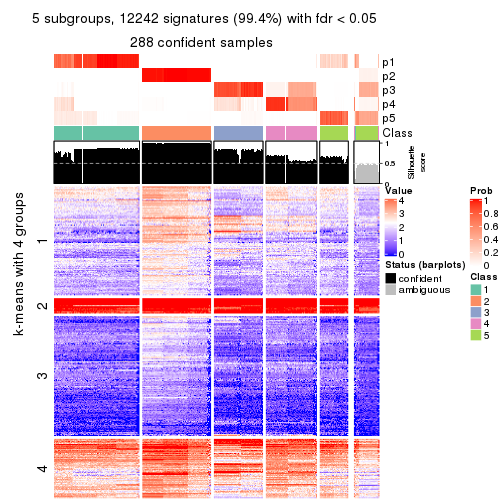 5 subgroups, 12242 signatures (99.4%) with fdr < 0.05
288 confident samples
p1
p2
p3
p4
p5
Class
1
0.5
0
Silhouette
score
k-means with 4 groups
1
2
3
4
Value
4
3
2
1
0
Status (barplots)
confident
ambiguous
Prob
1
0.8
0.6
0.4
0.2
0
Class
1
2
3
4
5